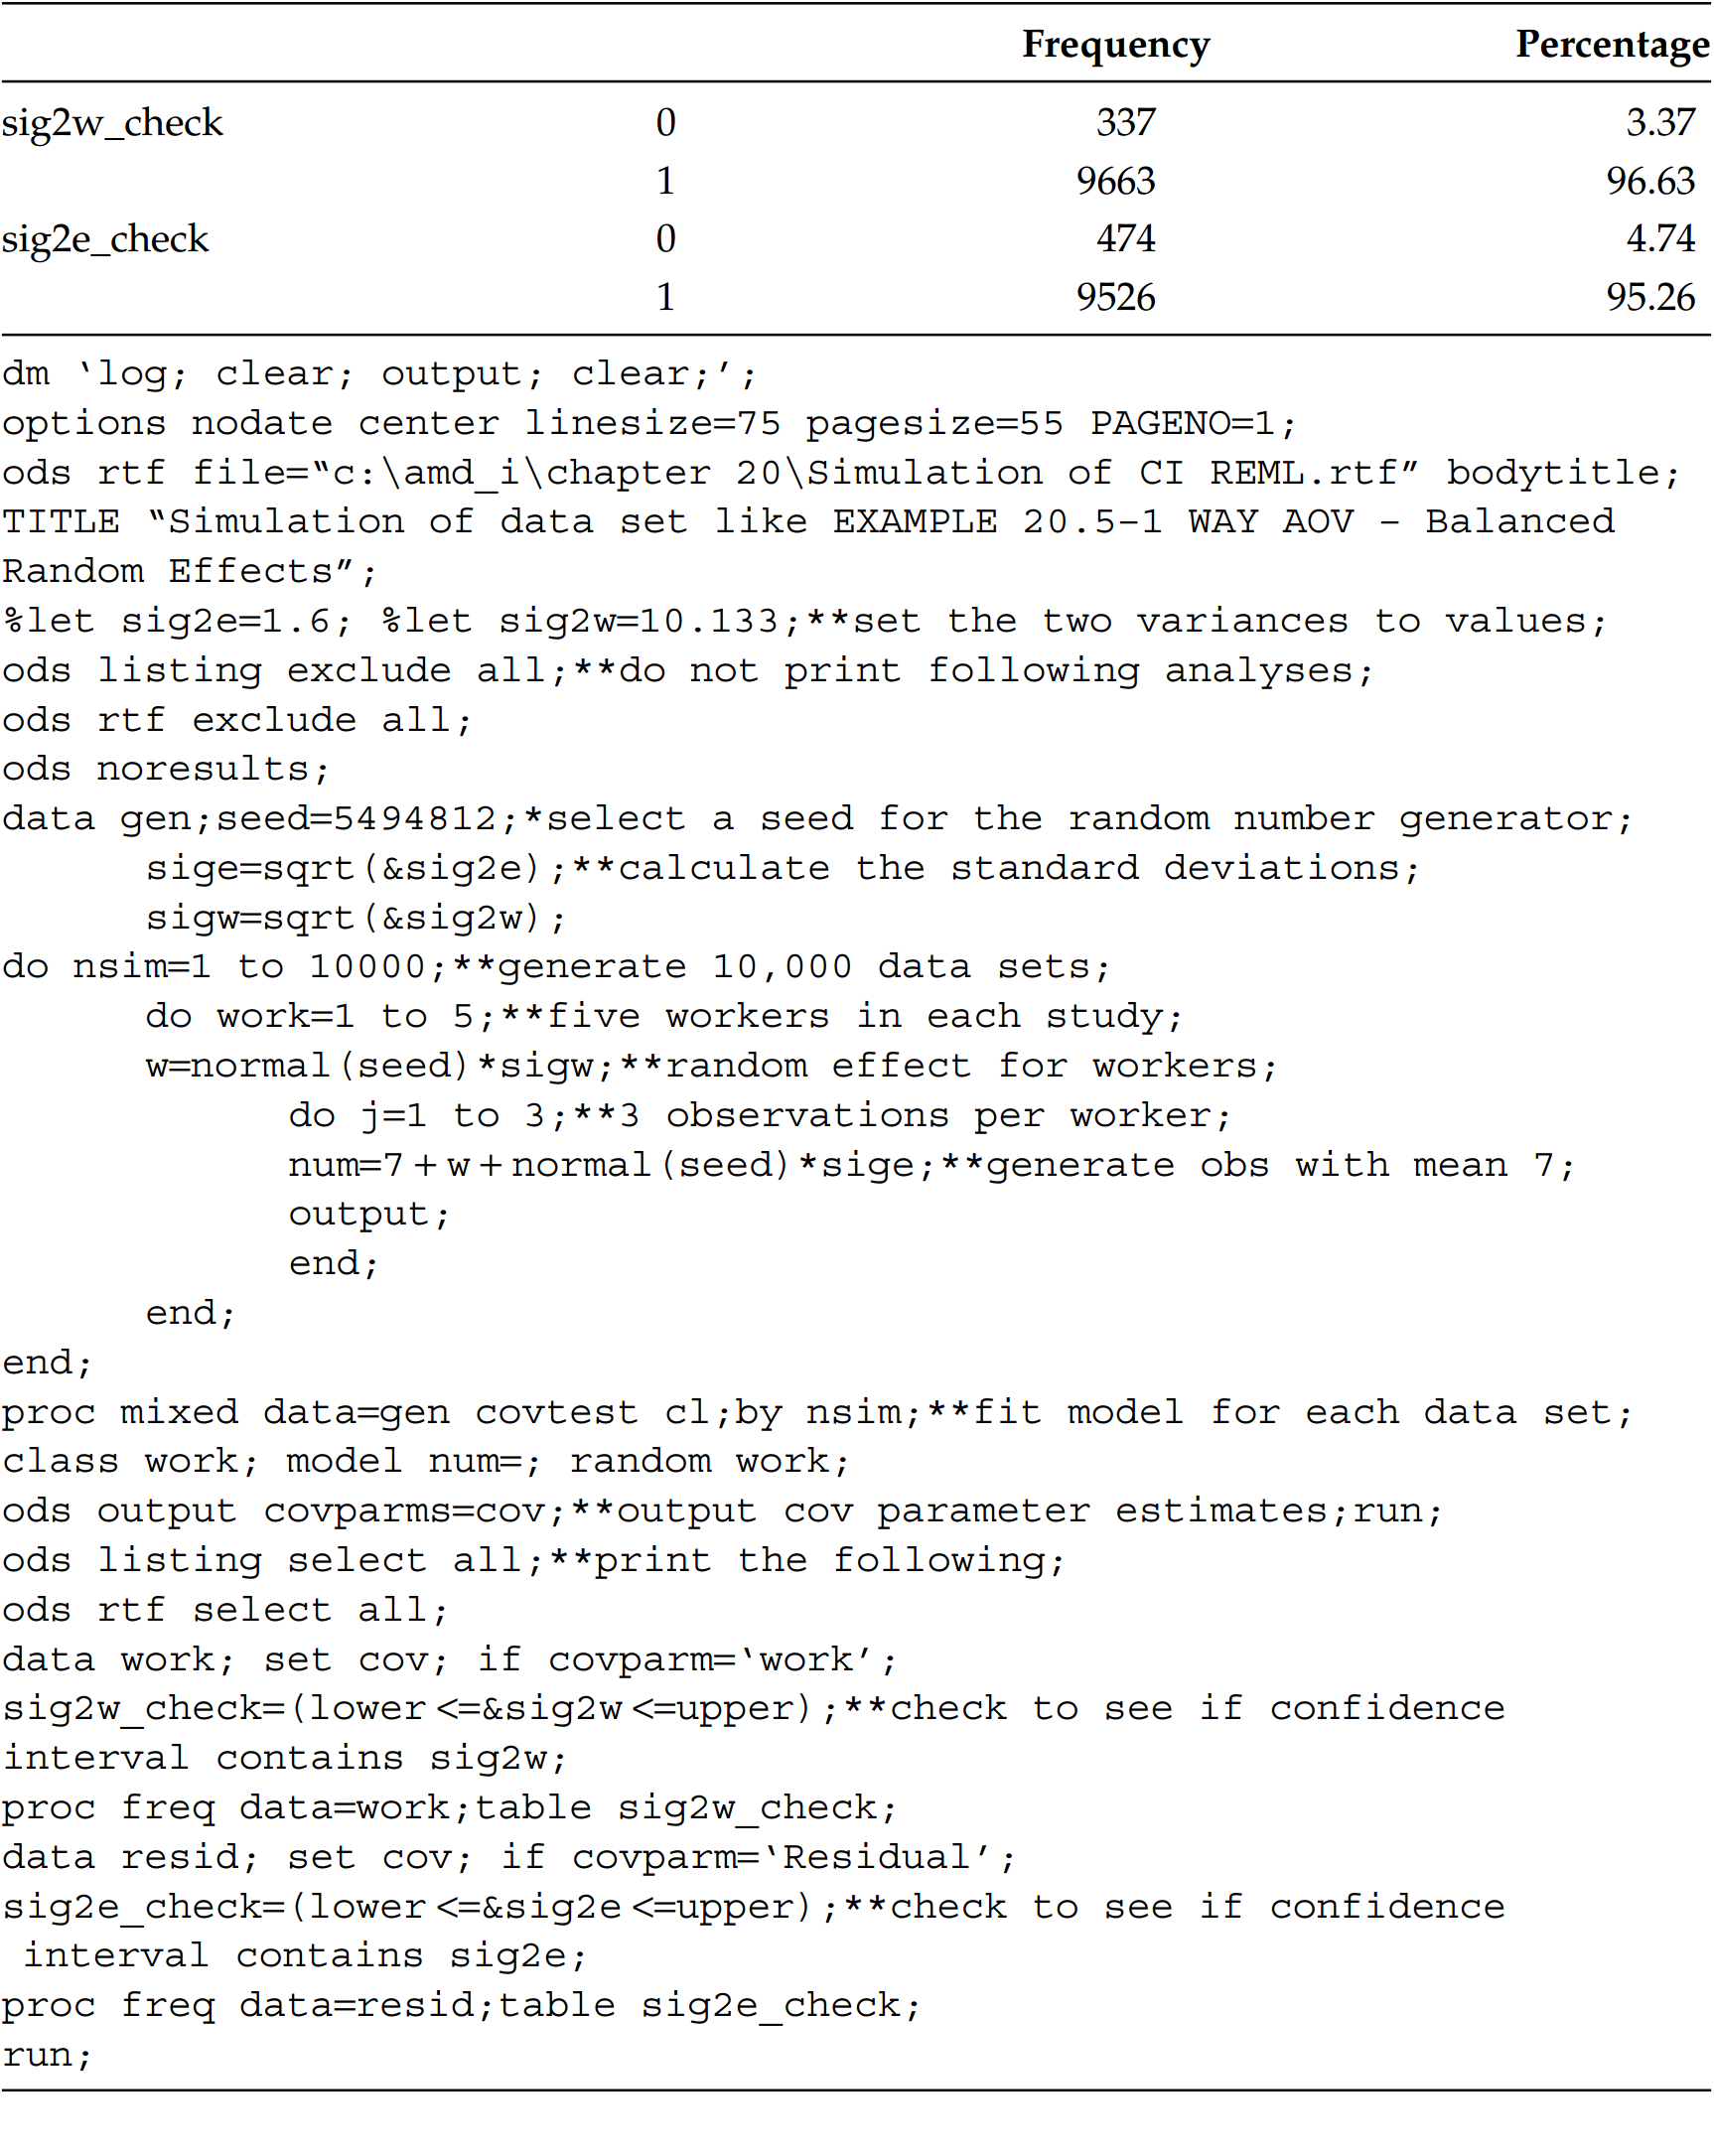 Frequency Percentage
sig2w_check 0 337 3.37
1 9663 96.63
sig2e_check 0 474 4.74
1 9526 95.26
dm ‘log; clear; output; clear;’;
options nodate center linesize=75 pagesize=55 PAGENO=1;
ods rtf file=“c:\amd_i\chapter 20\Simulation of CI REML.rtf” bodytitle;
TITLE “Simulation of data set like EXAMPLE 20.5-1 WAY AOV – Balanced
Random Effects”;
%let sig2e=1.6; %let sig2w=10.133;**set the two variances to values;
ods listing exclude all;**do not print following analyses;
ods rtf exclude all;
ods noresults;
data gen;seed=5494812;*select a seed for the random number generator;
sige=sqrt(&sig2e);**calculate the standard deviations;
sigw=sqrt(&sig2w);
do nsim=1 to 10000;**generate 10,000 data sets;
do work=1 to 5;**five workers in each study;
w=normal(seed)*sigw;**random effect for workers;
do j=1 to 3;**3 observations per worker;
num=7 + w + normal(seed)*sige;**generate obs with mean 7;
output;
end;
end;
end;
proc mixed data=gen covtest cl;by nsim;**fit model for each data set;
class work; model num=; random work;
ods output covparms=cov;**output cov parameter estimates;run;
ods listing select all;**print the following;
ods rtf select all;
data work; set cov; if covparm=‘work’;
sig2w_check=(lower <=&sig2w <=upper);**check to see if confidence
interval contains sig2w;
proc freq data=work;table sig2w_check;
data resid; set cov; if covparm=‘Residual’;
sig2e_check=(lower <=&sig2e <=upper);**check to see if confidence
interval contains sig2e;
proc freq data=resid;table sig2e_check;
run;